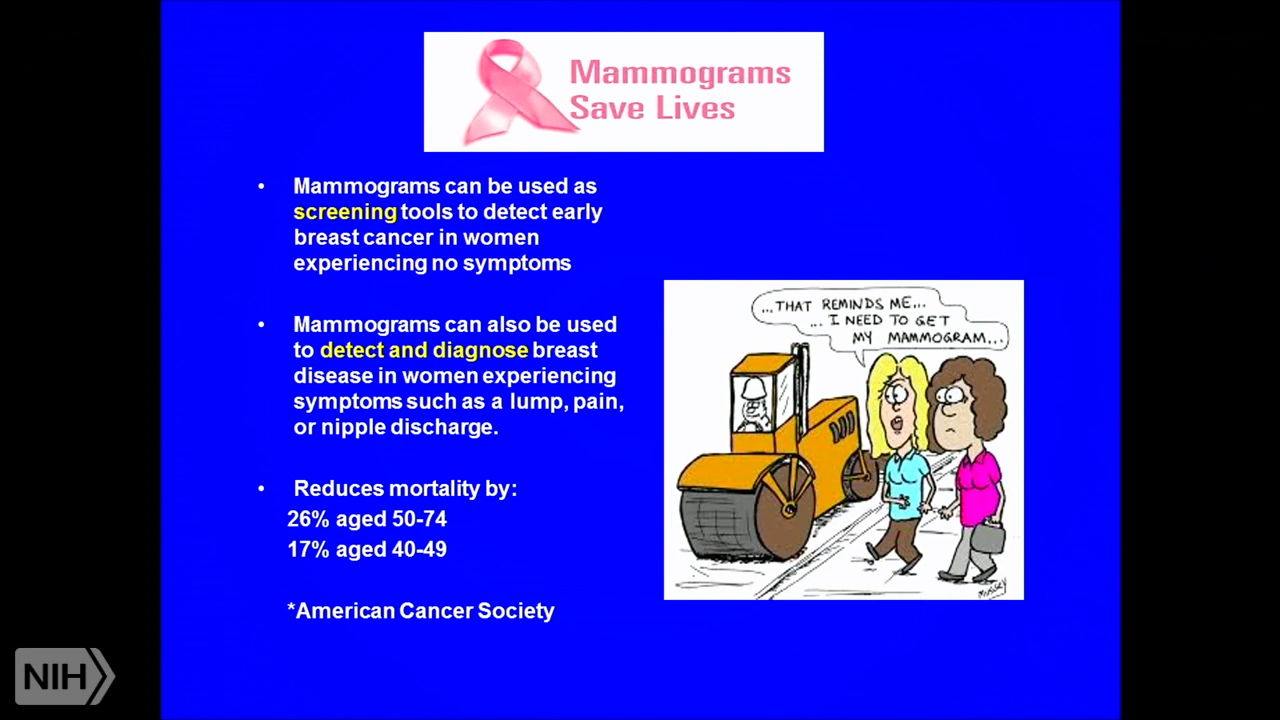 Mammograms
Save Lives
• Mammograms can be used as
screening tools to detect early
breast cancer in women
experiencing no symptoms
• Mammograms can also be used
to detect and diagnose breast
disease in women experiencing
symptoms such as a lump, pain,
or nipple discharge.
• Reduces mortality by:
26% aged 50-74
17% aged 40-49
*American Cancer Society
...THAT REMINDS ME...
... I NEED TO GET
MY MAMMOGRAM...
NIH